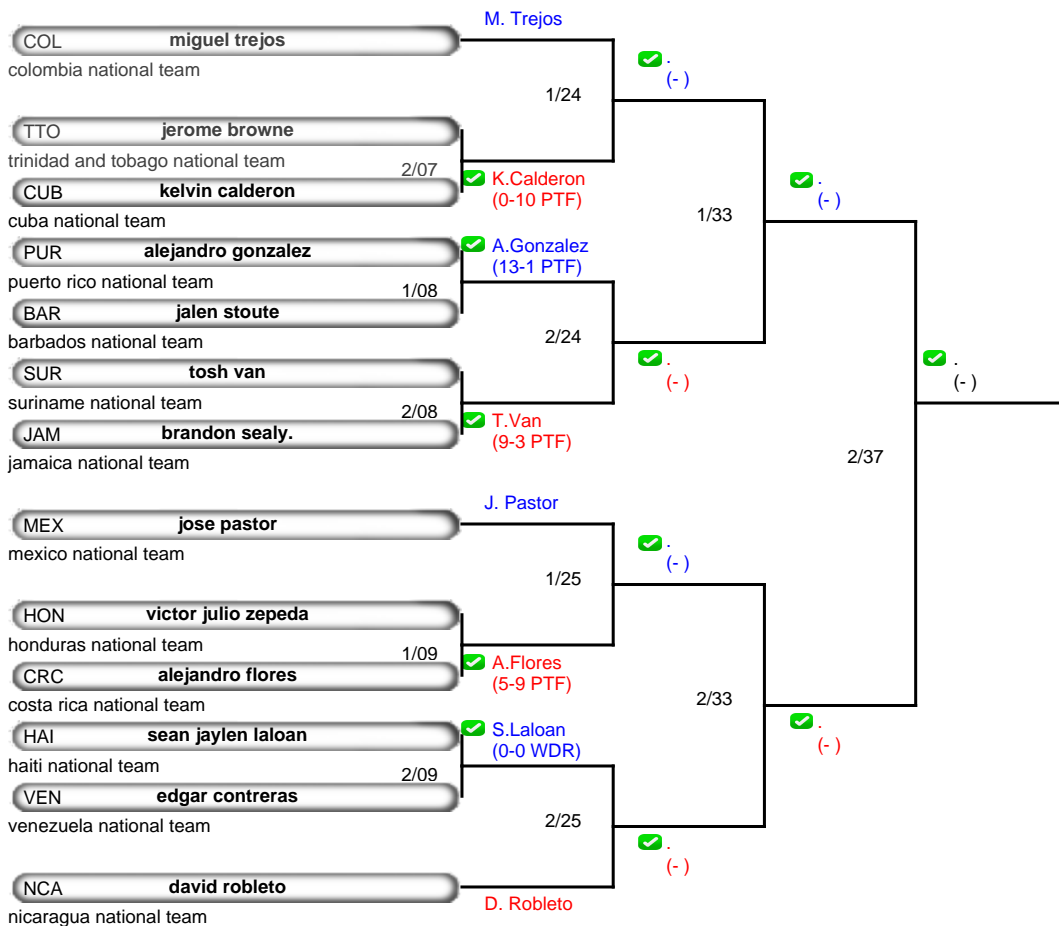 M. Trejos
COL miguel trejos
colombia national team
.
(- )
1/24
TTO jerome browne
trinidad and tobago national team
2/07
K.Calderon
(0-10 PTF)
CUB kelvin calderon
cuba national team
.
(- )
1/33
PUR alejandro gonzalez
puerto rico national team
A.Gonzalez
(13-1 PTF)
1/08
BAR jalen stoute
barbados national team
2/24
.
(- )
SUR tosh van
suriname national team
2/08
T.Van
(9-3 PTF)
JAM brandon sealy.
jamaica national team
.
(- )
2/37
J. Pastor
MEX jose pastor
mexico national team
.
(- )
1/25
HON victor julio zepeda
honduras national team
1/09
A.Flores
(5-9 PTF)
CRC alejandro flores
costa rica national team
2/33
.
(- )
HAI sean jaylen laloan
haiti national team
S.Laloan
(0-0 WDR)
2/09
VEN edgar contreras
venezuela national team
2/25
.
(- )
NCA david robleto
nicaragua national team
D. Robleto